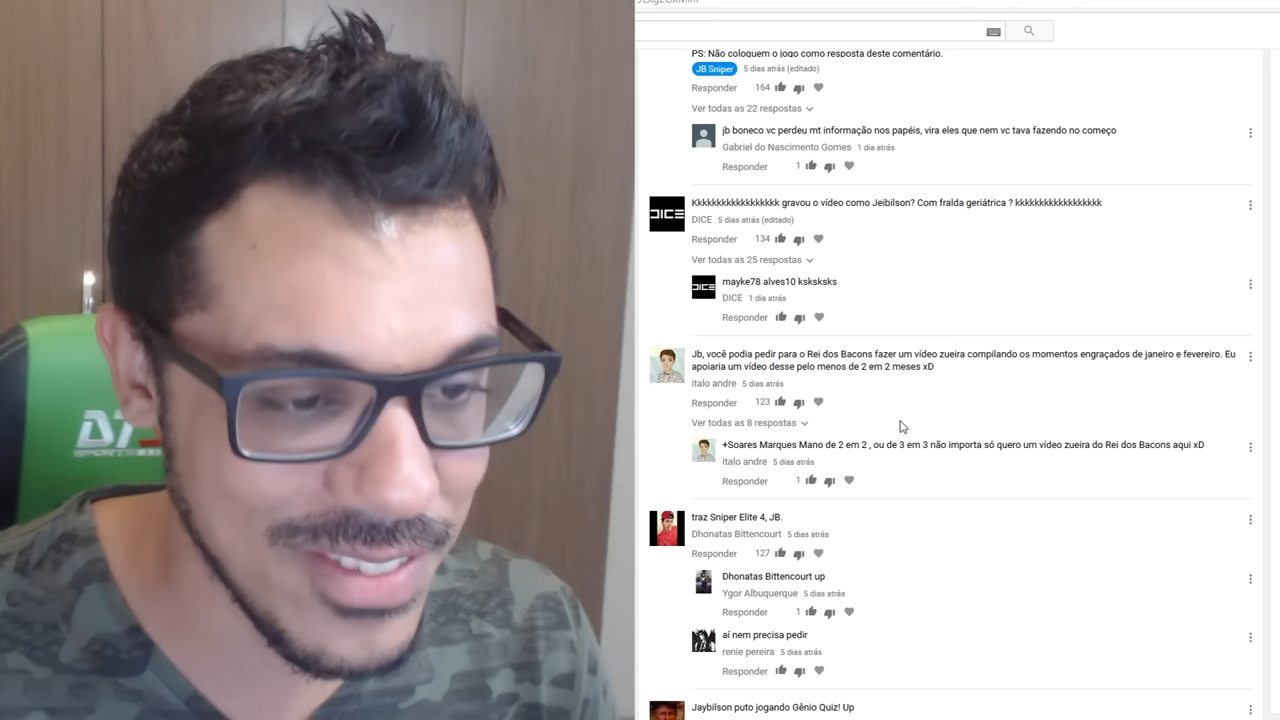 PS: Não coloquem o jogo como resposta deste comentário.
JB Sniper 5 dias atrás (editado)
Responder 164
Ver todas as 22 respostas
jb boneco vc perdeu mt informação nos papéis, vira eles que nem vc tava fazendo no começo
Gabriel do Nascimento Gomes 1 dia atrás
Responder 1
DICE
Kkkkkkkkkkkkkkkkkk gravou o vídeo como Jeibilson? Com fralda geriátrica ? kkkkkkkkkkkkkkkkkk
DICE 5 dias atrás (editado)
Responder 134
Ver todas as 25 respostas
DICE
mayke78 alves10 ksksksks
DICE 1 dia atrás
Responder
Jb, você podia pedir para o Rei dos Bacons fazer um vídeo zueira compilando os momentos engraçados de janeiro e fevereiro. Eu
apoiaria um vídeo desse pelo menos de 2 em 2 meses xD
italo andre 5 dias atrás
Responder 123
Ver todas as 8 respostas
+Soares Marques Mano de 2 em 2 , ou de 3 em 3 não importa só quero um vídeo zueira do Rei dos Bacons aqui xD
italo andre 5 dias atrás
Responder 1
traz Sniper Elite 4, JB.
Dhonatas Bittencourt 5 dias atrás
Responder 127
Dhonatas Bittencourt up
Ygor Albuquerque 5 dias atrás
Responder 1
aí nem precisa pedir
renie pereira 5 dias atrás
Responder
Jaybilson puto jogando Gênio Quiz! Up